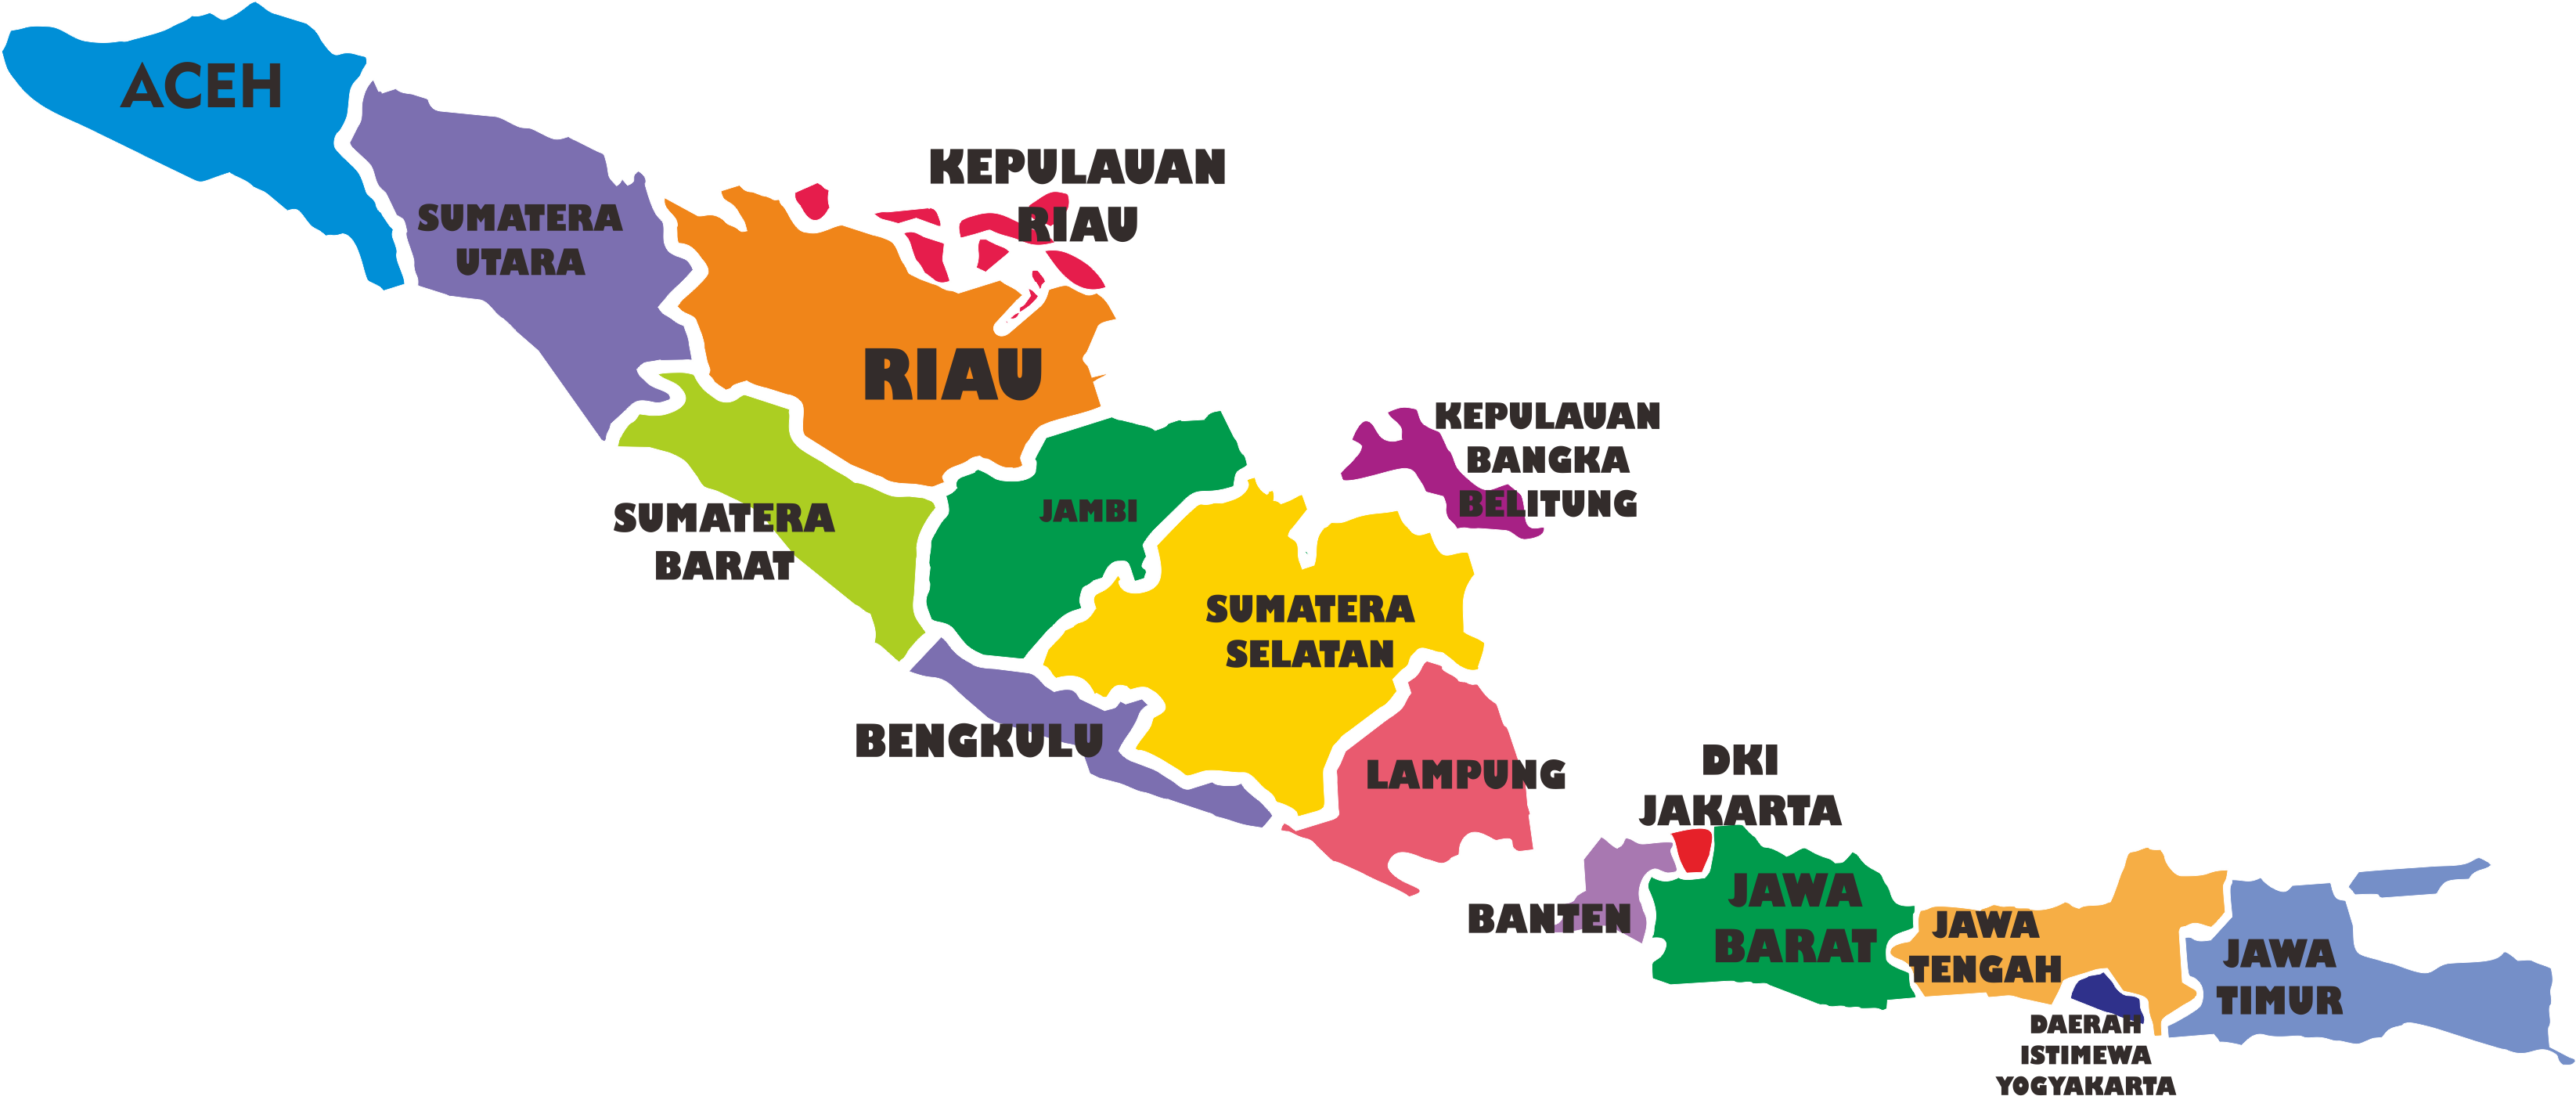 ACEH
SUMATERA
UTARA
KEPULAUAN
RIAU
RIAU
SUMATERA
BARAT
JAMBI
KEPULAUAN
BANGKA
BELITUNG
SUMATERA
SELATAN
BENGKULU
LAMPUNG
DKI
JAKARTA
BANTEN
JAWA
BARAT
JAWA
TENGAH
DAERAH
ISTIMEWA
YOGYAKARTA
JAWA
TIMUR